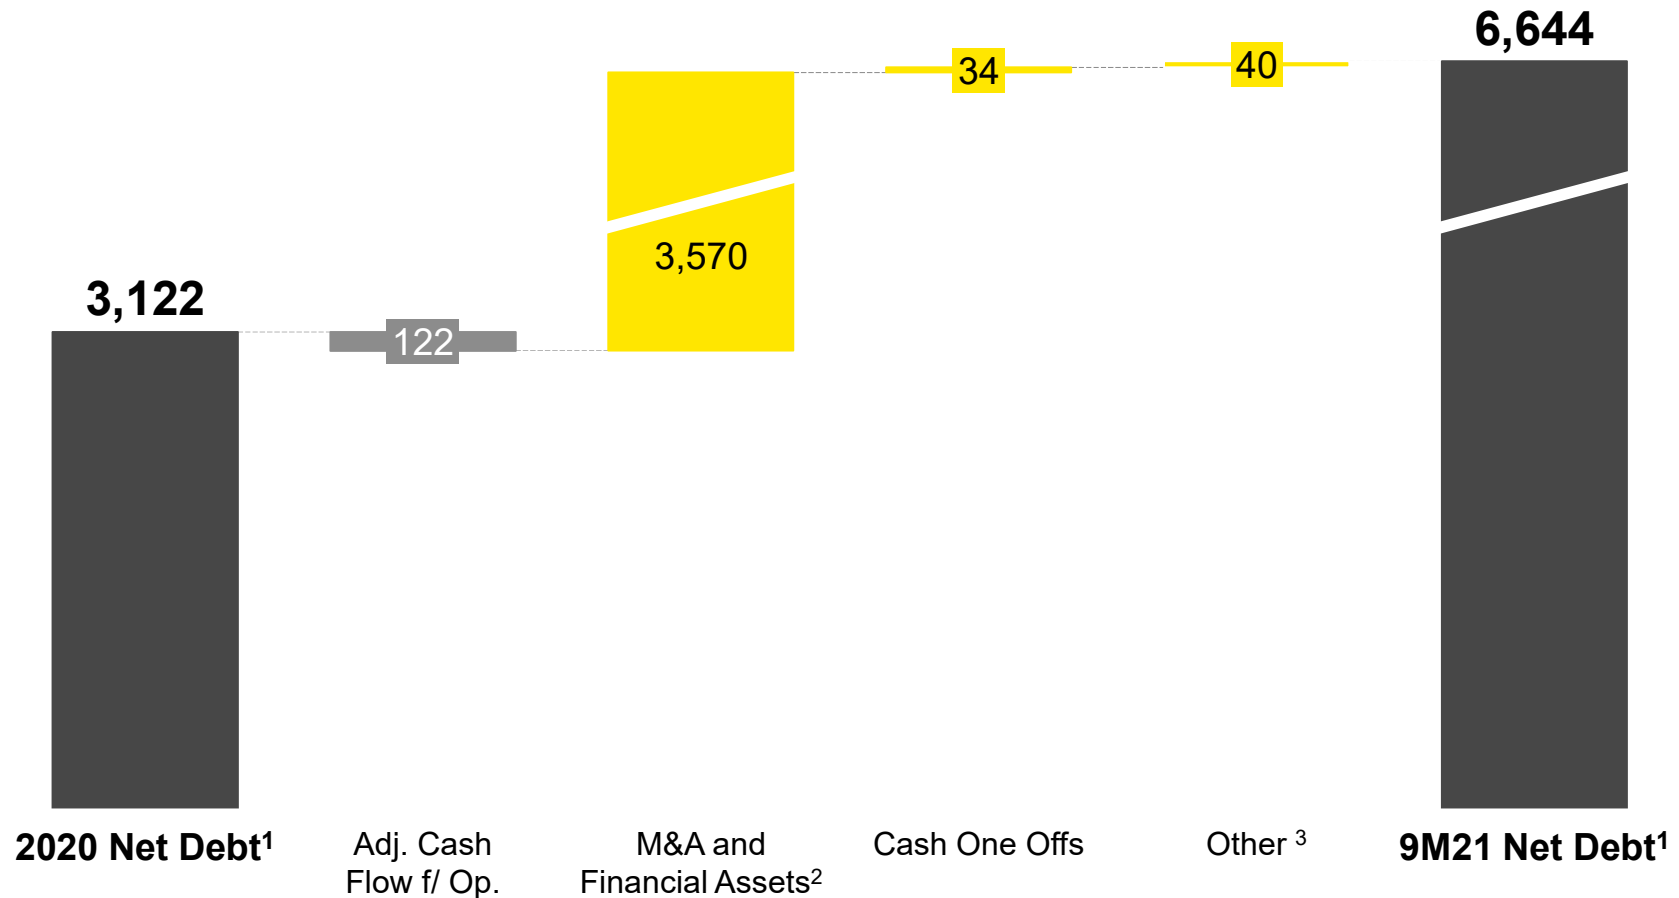 6,644
34
40
3,570
3,122
122
2020 Net Debt¹
Adj. Cash
Flow f/ Op.
M&A and
Financial Assets²
Cash One Offs
Other ³
9M21 Net Debt¹